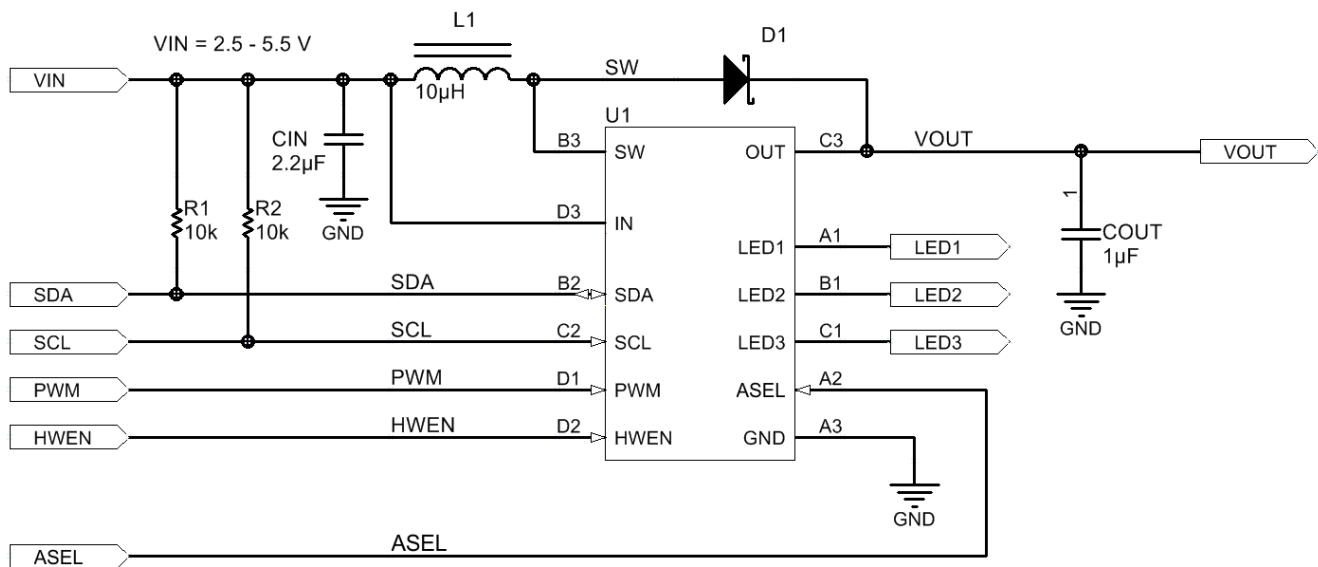 L1
VIN = 2.5 - 5.5 V
D1
VIN
SW
10µH
U1
CIN
2.2µF
B3
SW
OUT
C3
VOUT
VOUT
1
R1
10k
R2
10k
GND
D3
IN
LED1
A1
LED1
COUT
1µF
SDA
SDA
B2
SDA
LED2
B1
LED2
GND
SCL
SCL
C2
SCL
LED3
C1
LED3
PWM
PWM
D1
PWM
ASEL
A2
HWEN
HWEN
D2
HWEN
GND
A3
GND
ASEL
ASEL